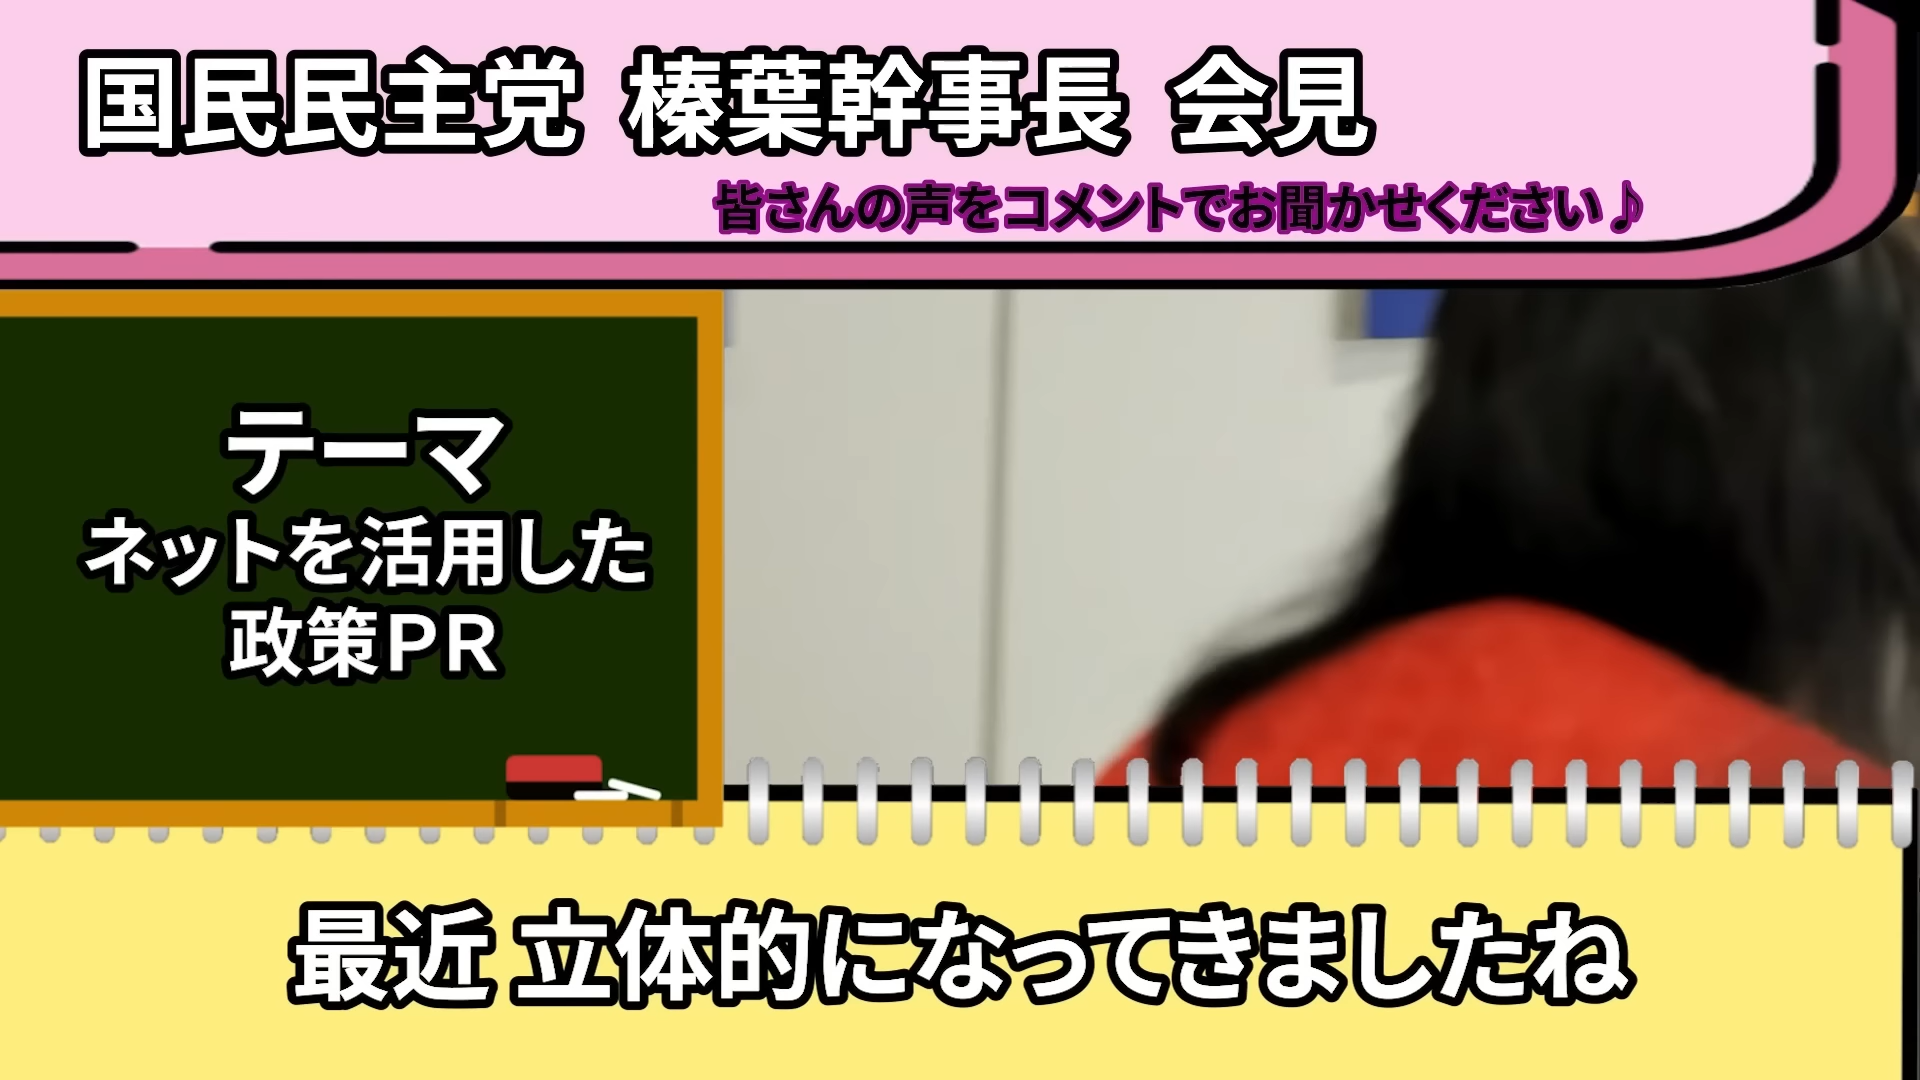 国民民主党 榛葉幹事長 会見
皆さんの声をコメントでお聞かせください♪
テーマ
ネットを活用した
政策PR
最近 立体的になってきましたね